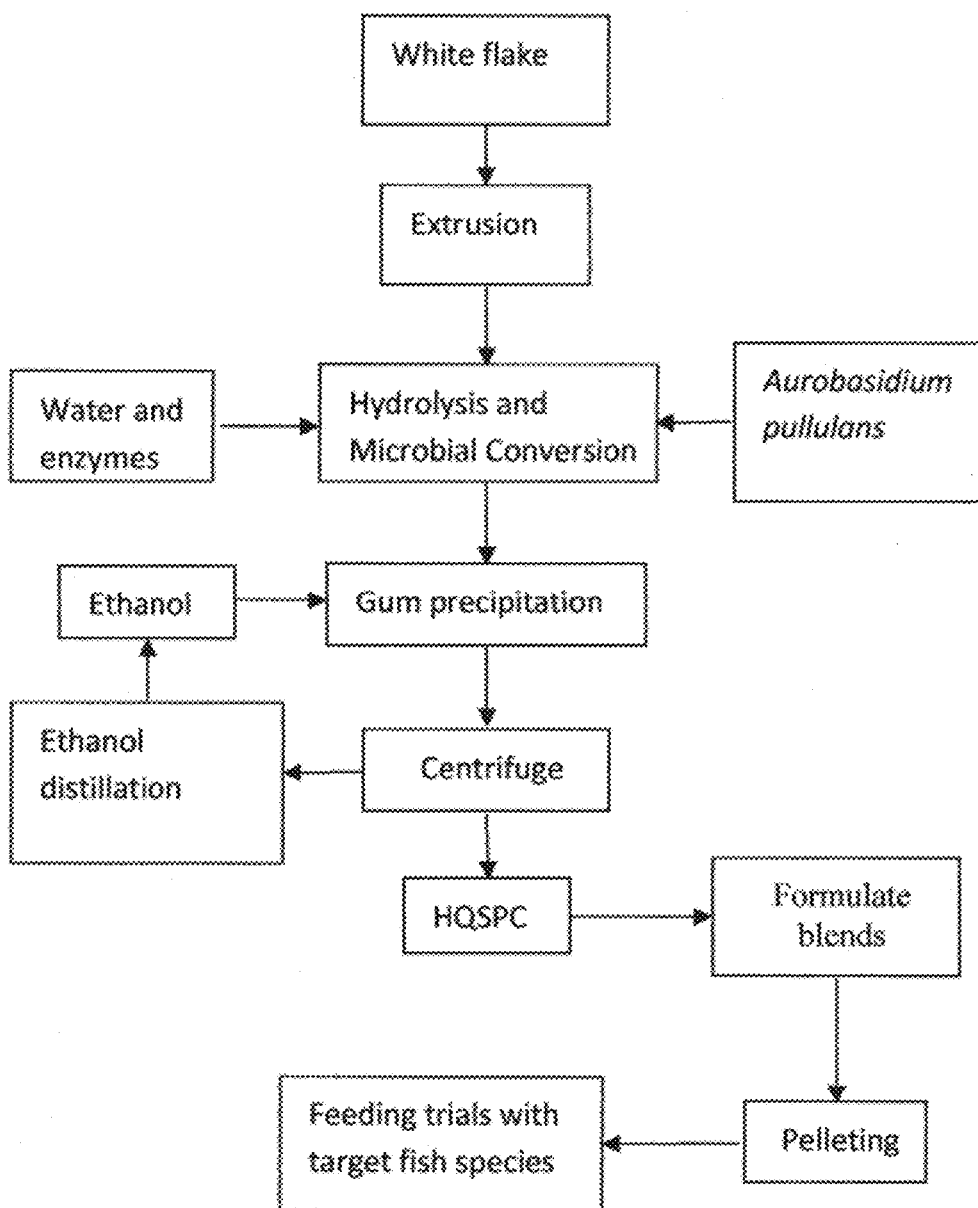 White flake
Extrusion
Water and
enzymes
Hydrolysis and
Microbial Conversion
Aurobasidium
pullulans
Ethanol
Gum precipitation
Ethanol
distillation
Centrifuge
HQSPC
Formulate
blends
Feeding trials with
target fish species
Pelleting